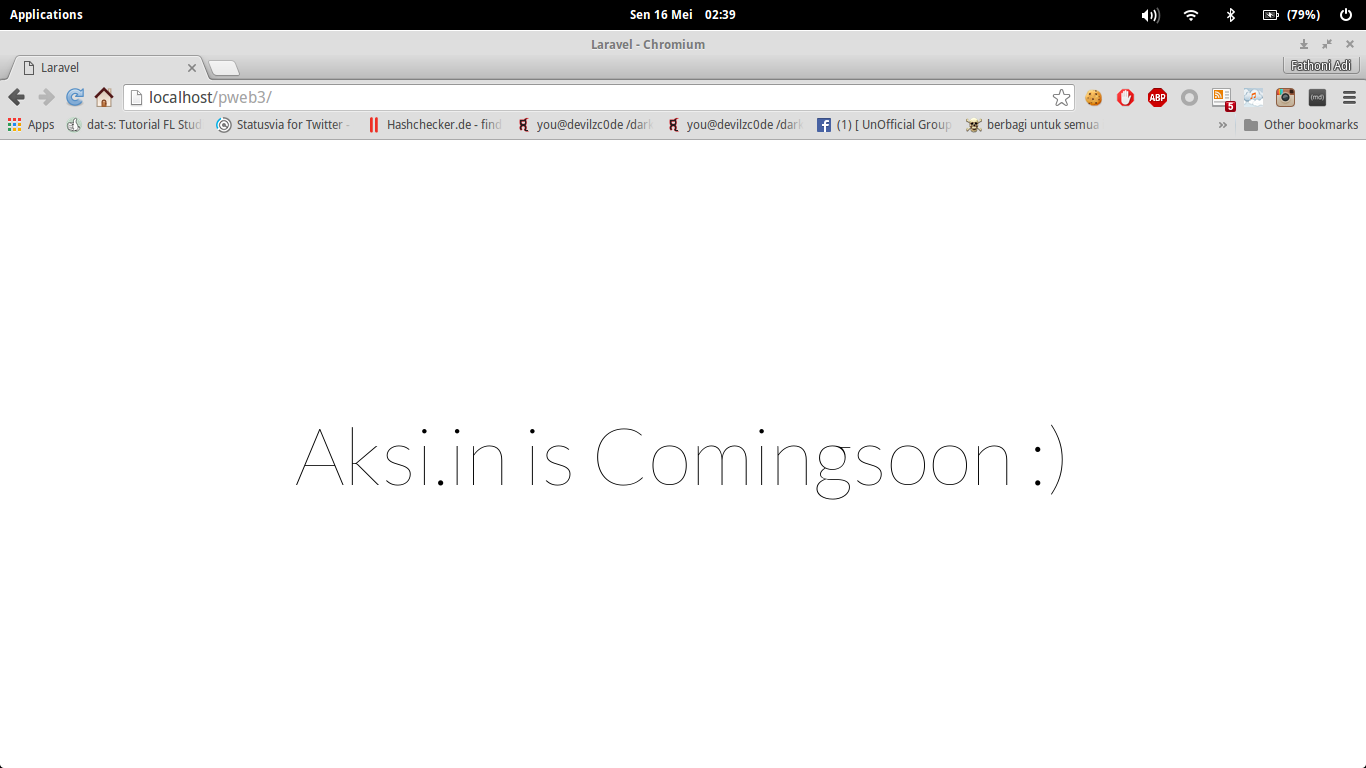 Applications
Sen 16 Mei 02:39
(79%)
Laravel - Chromium
Laravel
Fathoni Adi
localhost/pweb3/
ABP
5
(md)
Apps
dat-s: Tutorial FL Stud
Statusvia for Twitter -
Hashchecker.de - find
you@devilzc0de /dark
you@devilzc0de /dark
(1) [ UnOfficial Group
berbagi untuk semua
»
Other bookmarks
Aksi.in is Comingsoon :)